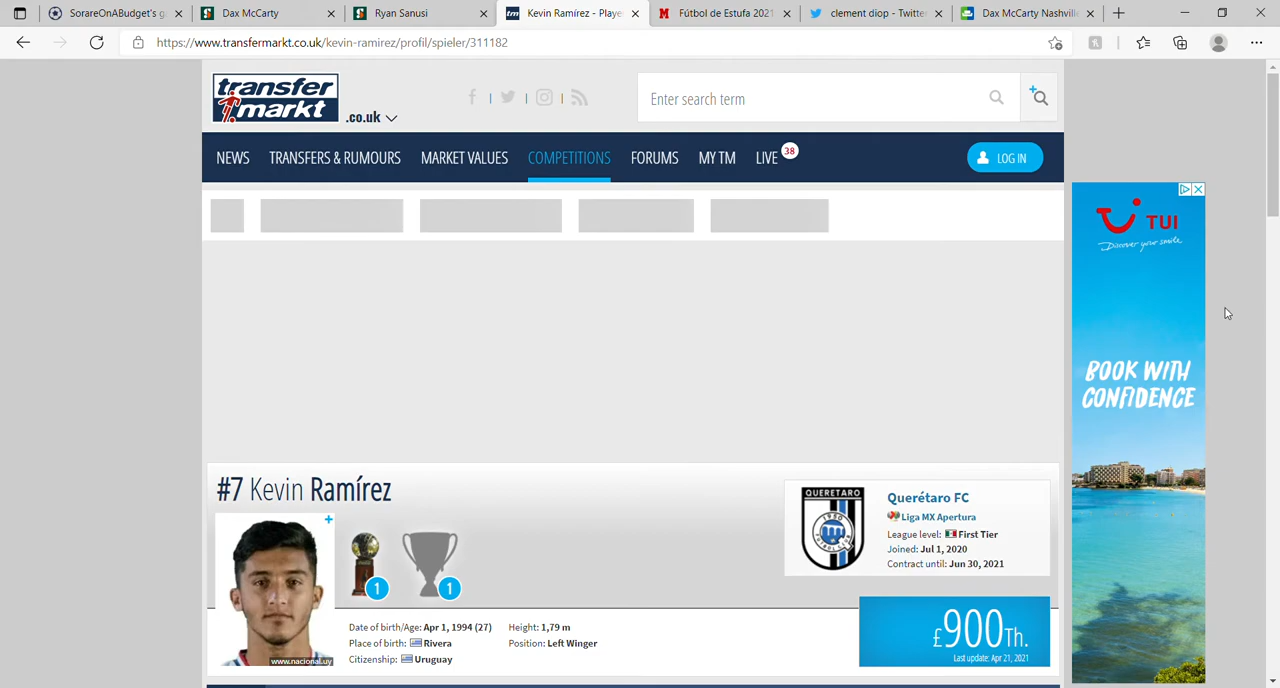 SorareOnABudget's ga
Dax McCarty
Ryan Sanusi
Kevin Ramírez - Playe
Fútbol de Estufa 2021
clement diop - Twitter
Dax McCarty Nashville
https://www.transfermarkt.co.uk/kevin-ramirez/profil/spieler/311182
transfer
markt
.co.uk
Enter search term
NEWS TRANSFERS & RUMOURS MARKET VALUES COMPETITIONS FORUMS MY TM LIVE 38 LOG IN
TUI
Discover your smile
BOOK WITH
CONFIDENCE
#7 Kevin Ramírez
QUERETARO
Querétaro FC
Liga MX Apertura
League level: First Tier
Joined: Jul 1, 2020
Contract until: Jun 30, 2021
1
1
www.nacional.uy
Date of birth/Age: Apr 1, 1994 (27)
Place of birth: Rivera
Citizenship: Uruguay
Height: 1,79 m
Position: Left Winger
£900Th.
Last update: Apr 21, 2021